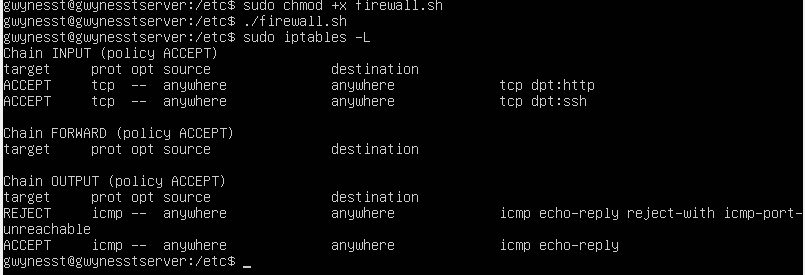 gwynesst@gwynesstserver:/etc$ sudo chmod +x firewall.sh
gwynesst@gwynesstserver:/etc$ ./firewall.sh
gwynesst@gwynesstserver:/etc$ sudo iptables -L
Chain INPUT (policy ACCEPT)
target     prot opt source               destination
ACCEPT     tcp  --  anywhere             anywhere             tcp dpt:http
ACCEPT     tcp  --  anywhere             anywhere             tcp dpt:ssh
Chain FORWARD (policy ACCEPT)
target     prot opt source               destination
Chain OUTPUT (policy ACCEPT)
target     prot opt source               destination
REJECT     icmp --  anywhere             anywhere             icmp echo-reply reject-with icmp-port-
unreachable
ACCEPT     icmp --  anywhere             anywhere             icmp echo-reply
gwynesst@gwynesstserver:/etc$ _